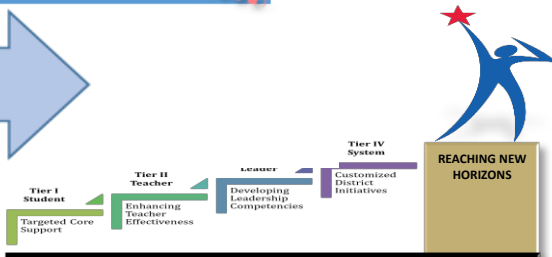 Tier I
Student
Targeted Core
Support
Tier II
Teacher
Enhancing
Teacher
Effectiveness
Leader
Developing
Leadership
Competencies
Tier IV
System
Customized
District
Initiatives
REACHING NEW
HORIZONS